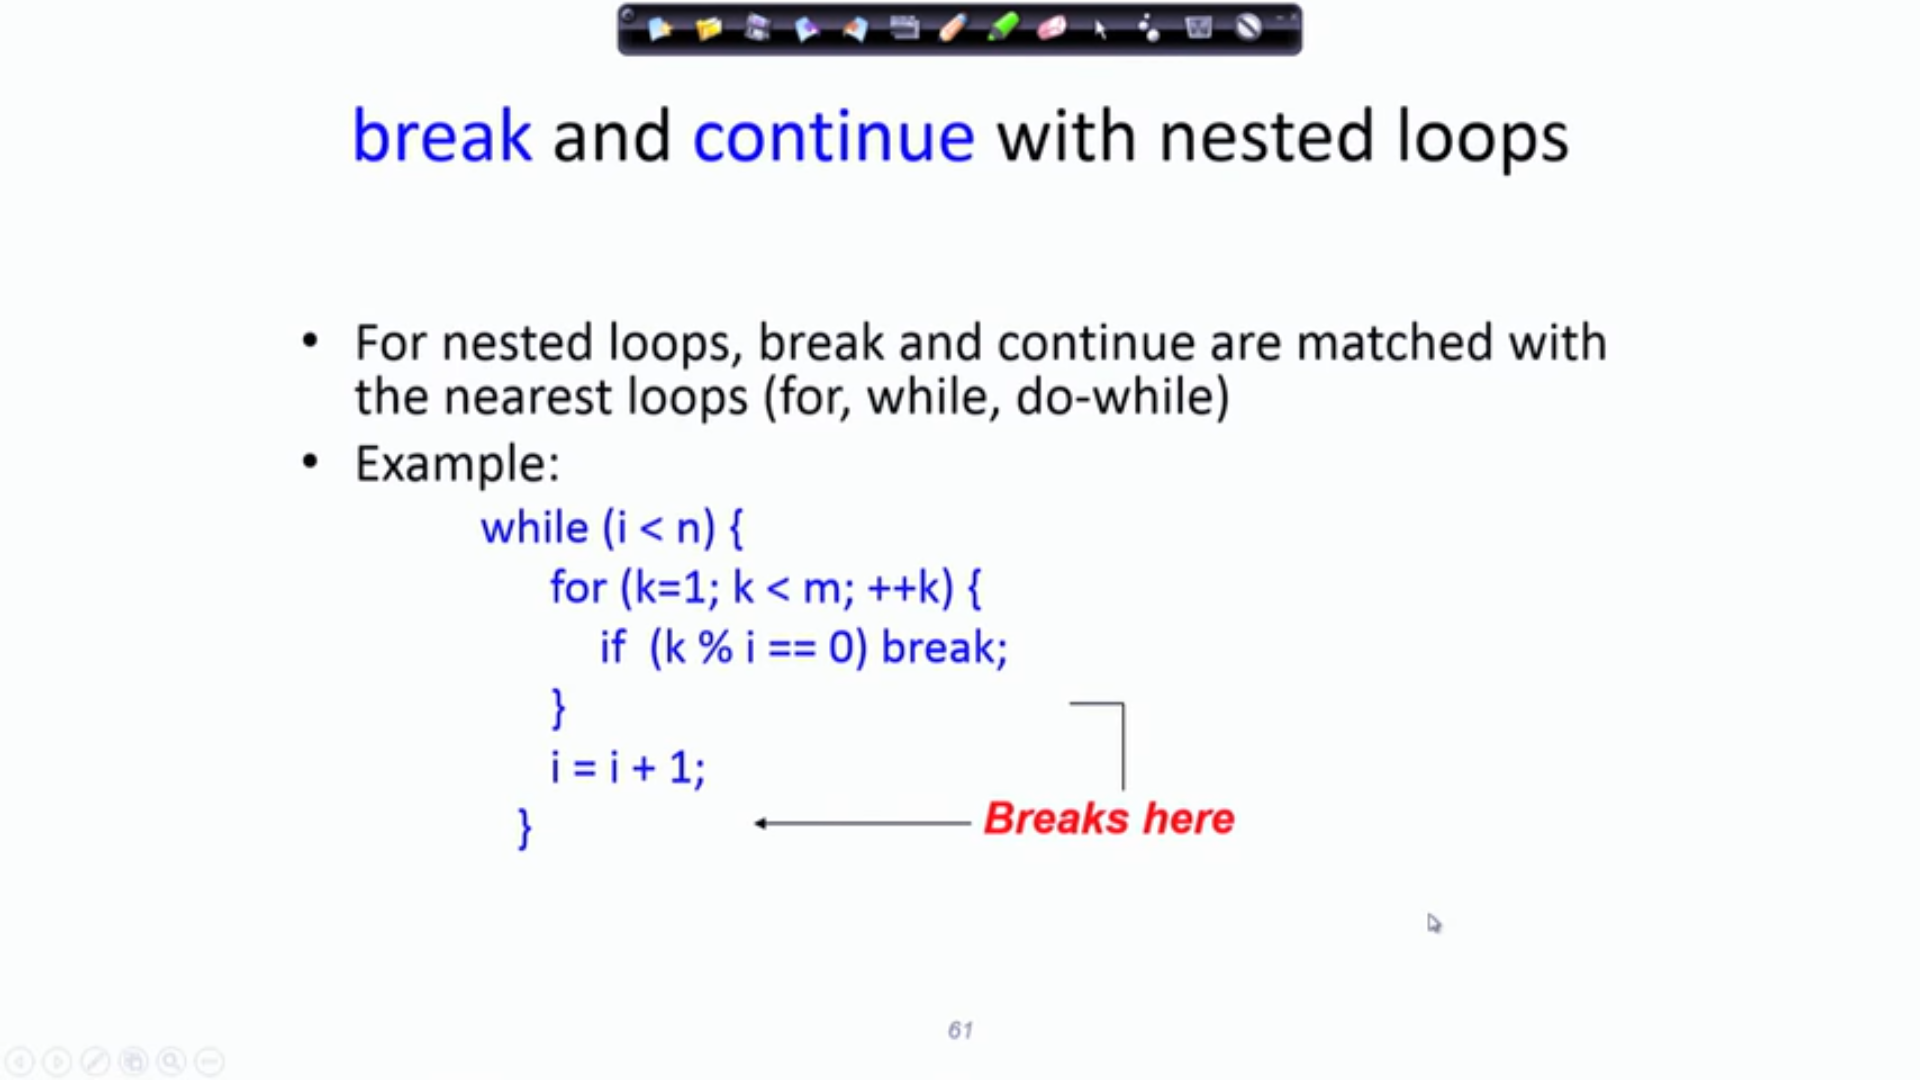 break and continue with nested loops
• For nested loops, break and continue are matched with
the nearest loops (for, while, do-while)
• Example:
while (i < n) {
for (k=1; k < m; ++k) {
if (k % i == 0) break;
}
i = i + 1;
}
Breaks here
61